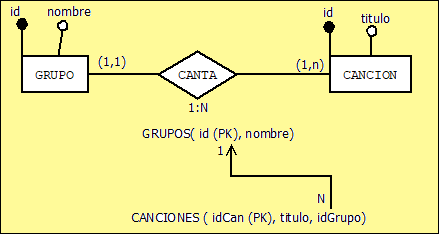 id nombre id titulo
(1,1) (1,n)
GRUPO CANTA CANCION
1:N
GRUPOS( id (PK), nombre)
1
N
CANCIONES ( idCan (PK), titulo, idGrupo)